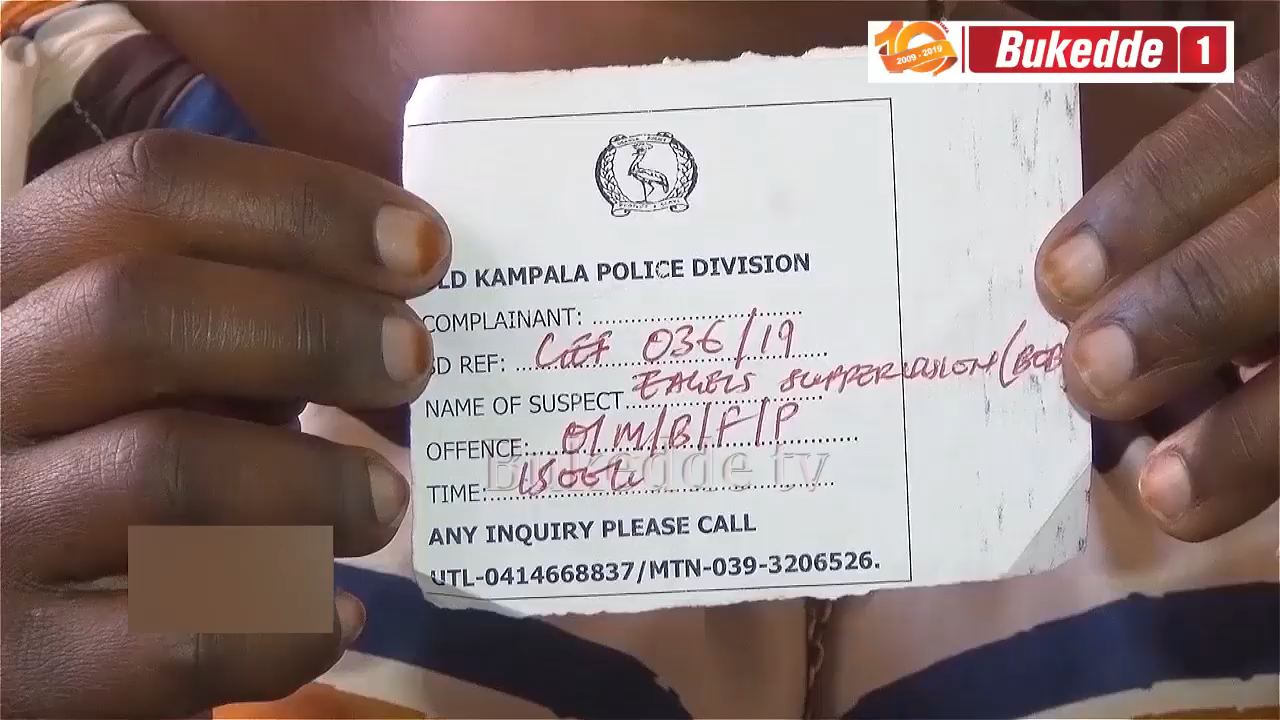 10
2009 - 2019
Bukedde 1
LD KAMPALA POLICE DIVISION
COMPLAINANT:
D REF: 036/19
NAME OF SUSPECT
OFFENCE: O/M/B/F/P
TIME:
Bukedde tv
ANY INQUIRY PLEASE CALL
UTL-0414668837/MTN-039-3206526.